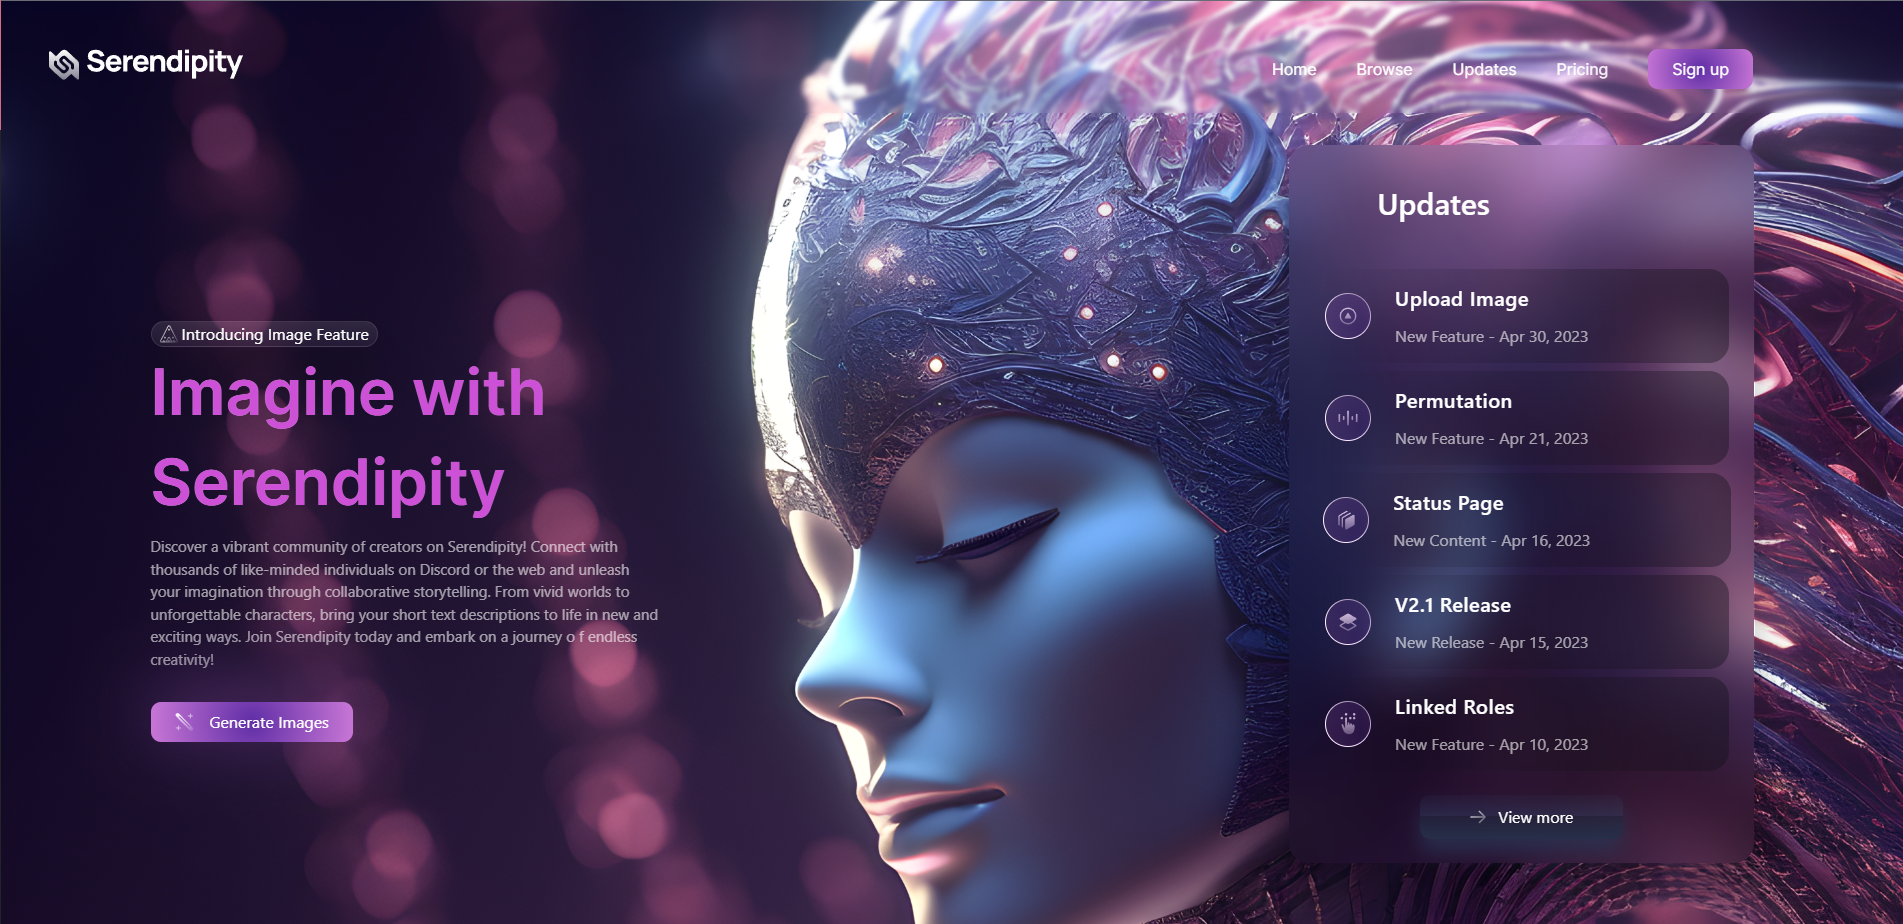 Serendipity
Home
Browse
Updates
Pricing
Sign up
Introducing Image Feature
Imagine with
Serendipity
Discover a vibrant community of creators on Serendipity! Connect with
thousands of like-minded individuals on Discord or the web and unleash
your imagination through collaborative storytelling. From vivid worlds to
unforgettable characters, bring your short text descriptions to life in new and
exciting ways. Join Serendipity today and embark on a journey o f endless
creativity!
Generate Images
Updates
Upload Image
New Feature - Apr 30, 2023
Permutation
New Feature - Apr 21, 2023
Status Page
New Content - Apr 16, 2023
V2.1 Release
New Release - Apr 15, 2023
Linked Roles
New Feature - Apr 10, 2023
View more